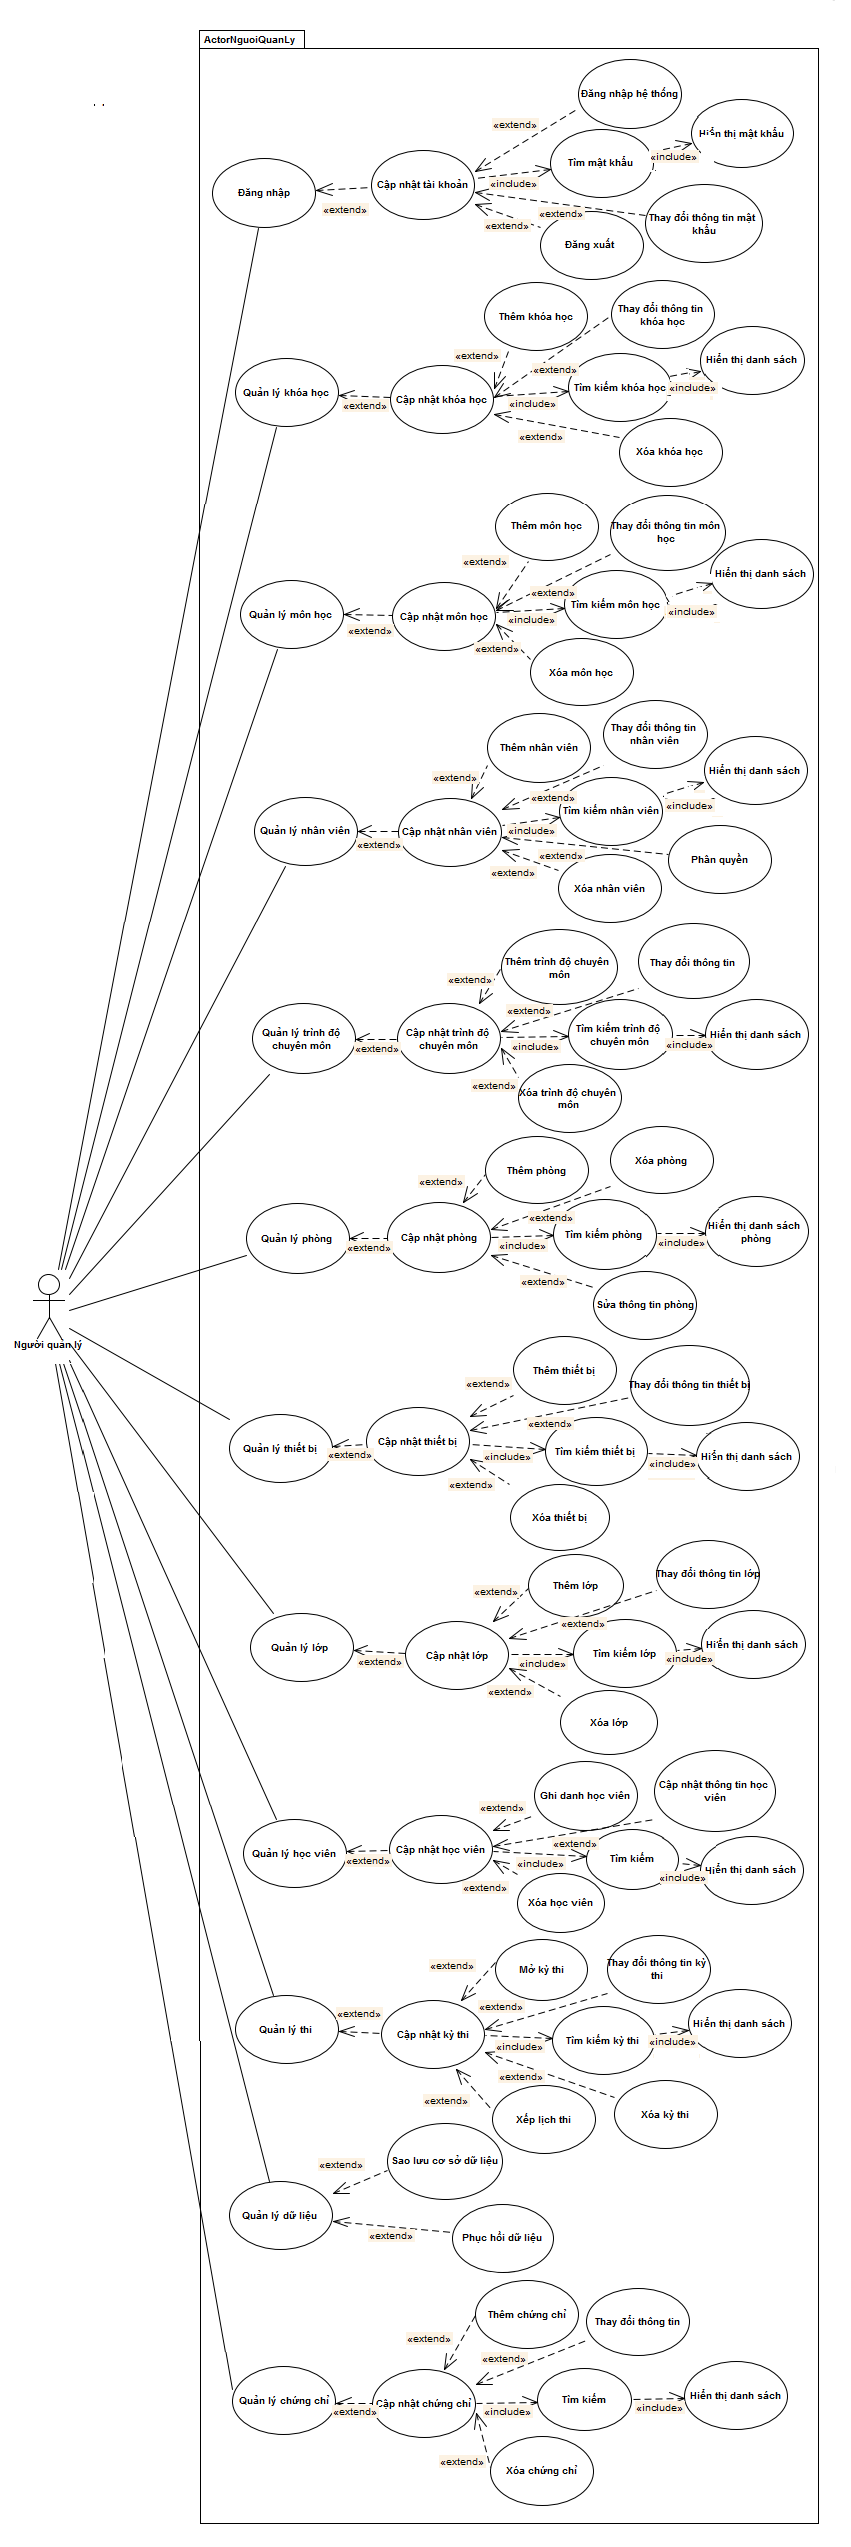 ActorNguoiQuanLy
Đăng nhập hệ thống
«extend»
Hiển thị mật khẩu
Tìm mật khẩu
«include»
Đăng nhập
Cập nhật tài khoản
«include»
«extend»
«extend»
Thay đổi thông tin mật
khẩu
«extend»
Đăng xuất
Thêm khóa học
Thay đổi thông tin
khóa học
«extend»
Hiển thị danh sách
«extend»
Quản lý khóa học
Tìm kiếm khóa học
«include»
Cập nhật khóa học
«extend»
«include»
«extend»
Xóa khóa học
Thêm môn học
Thay đổi thông tin môn
học
«extend»
Hiển thị danh sách
«extend»
Tìm kiếm môn học
Quản lý môn học
Cập nhật môn học
«include»
«include»
«extend»
«extend»
Xóa môn học
Thêm nhân viên
Thay đổi thông tin
nhân viên
«extend»
Hiển thị danh sách
«extend»
«include»
Tìm kiếm nhân viên
Quản lý nhân viên
Cập nhật nhân viên
«include»
«extend»
«extend»
Phân quyền
«extend»
Xóa nhân viên
Thêm trình độ chuyên
môn
Thay đổi thông tin
«extend»
«extend»
Quản lý trình độ
chuyên môn
Cập nhật trình độ
chuyên môn
Tìm kiếm trình độ
chuyên môn
Hiển thị danh sách
«extend»
«include»
«include»
«extend»
Xóa trình độ chuyên
môn
Thêm phòng
Xóa phòng
«extend»
«extend»
Quản lý phòng
Cập nhật phòng
Tìm kiếm phòng
Hiển thị danh sách
phòng
«extend»
«include»
«include»
«extend»
Sửa thông tin phòng
Người quản lý
Thêm thiết bị
Thay đổi thông tin thiết bị
«extend»
«extend»
Quản lý thiết bị
Cập nhật thiết bị
Tìm kiếm thiết bị
Hiển thị danh sách
«extend»
«include»
«include»
«extend»
Xóa thiết bị
Thêm lớp
Thay đổi thông tin lớp
«extend»
«extend»
Quản lý lớp
Cập nhật lớp
Tìm kiếm lớp
Hiển thị danh sách
«extend»
«include»
«include»
«extend»
Xóa lớp
Ghi danh học viên
Cập nhật thông tin học
viên
«extend»
«extend»
Quản lý học viên
Cập nhật học viên
Tìm kiếm
Hiển thị danh sách
«extend»
«include»
«include»
«extend»
Xóa học viên
Mở kỳ thi
Thay đổi thông tin kỳ
thi
«extend»
«extend»
«extend»
Hiển thị danh sách
Quản lý thi
Cập nhật kỳ thi
Tìm kiếm kỳ thi
«include»
«include»
«extend»
«extend»
Xếp lịch thi
Xóa kỳ thi
Sao lưu cơ sở dữ liệu
«extend»
Quản lý dữ liệu
«extend»
Phục hồi dữ liệu
Thêm chứng chỉ
Thay đổi thông tin
«extend»
«extend»
Quản lý chứng chỉ
Cập nhật chứng chỉ
Tìm kiếm
Hiển thị danh sách
«extend»
«include»
«include»
«extend»
Xóa chứng chỉ